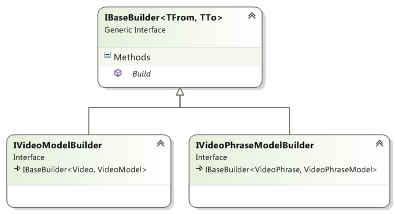 IBaseBuilder<TFrom, TTo>
Generic Interface
Methods
Build
IVideoModelBuilder
Interface
IBaseBuilder<Video, VideoModel>
IVideoPhraseModelBuilder
Interface
IBaseBuilder<VideoPhrase, VideoPhraseModel>